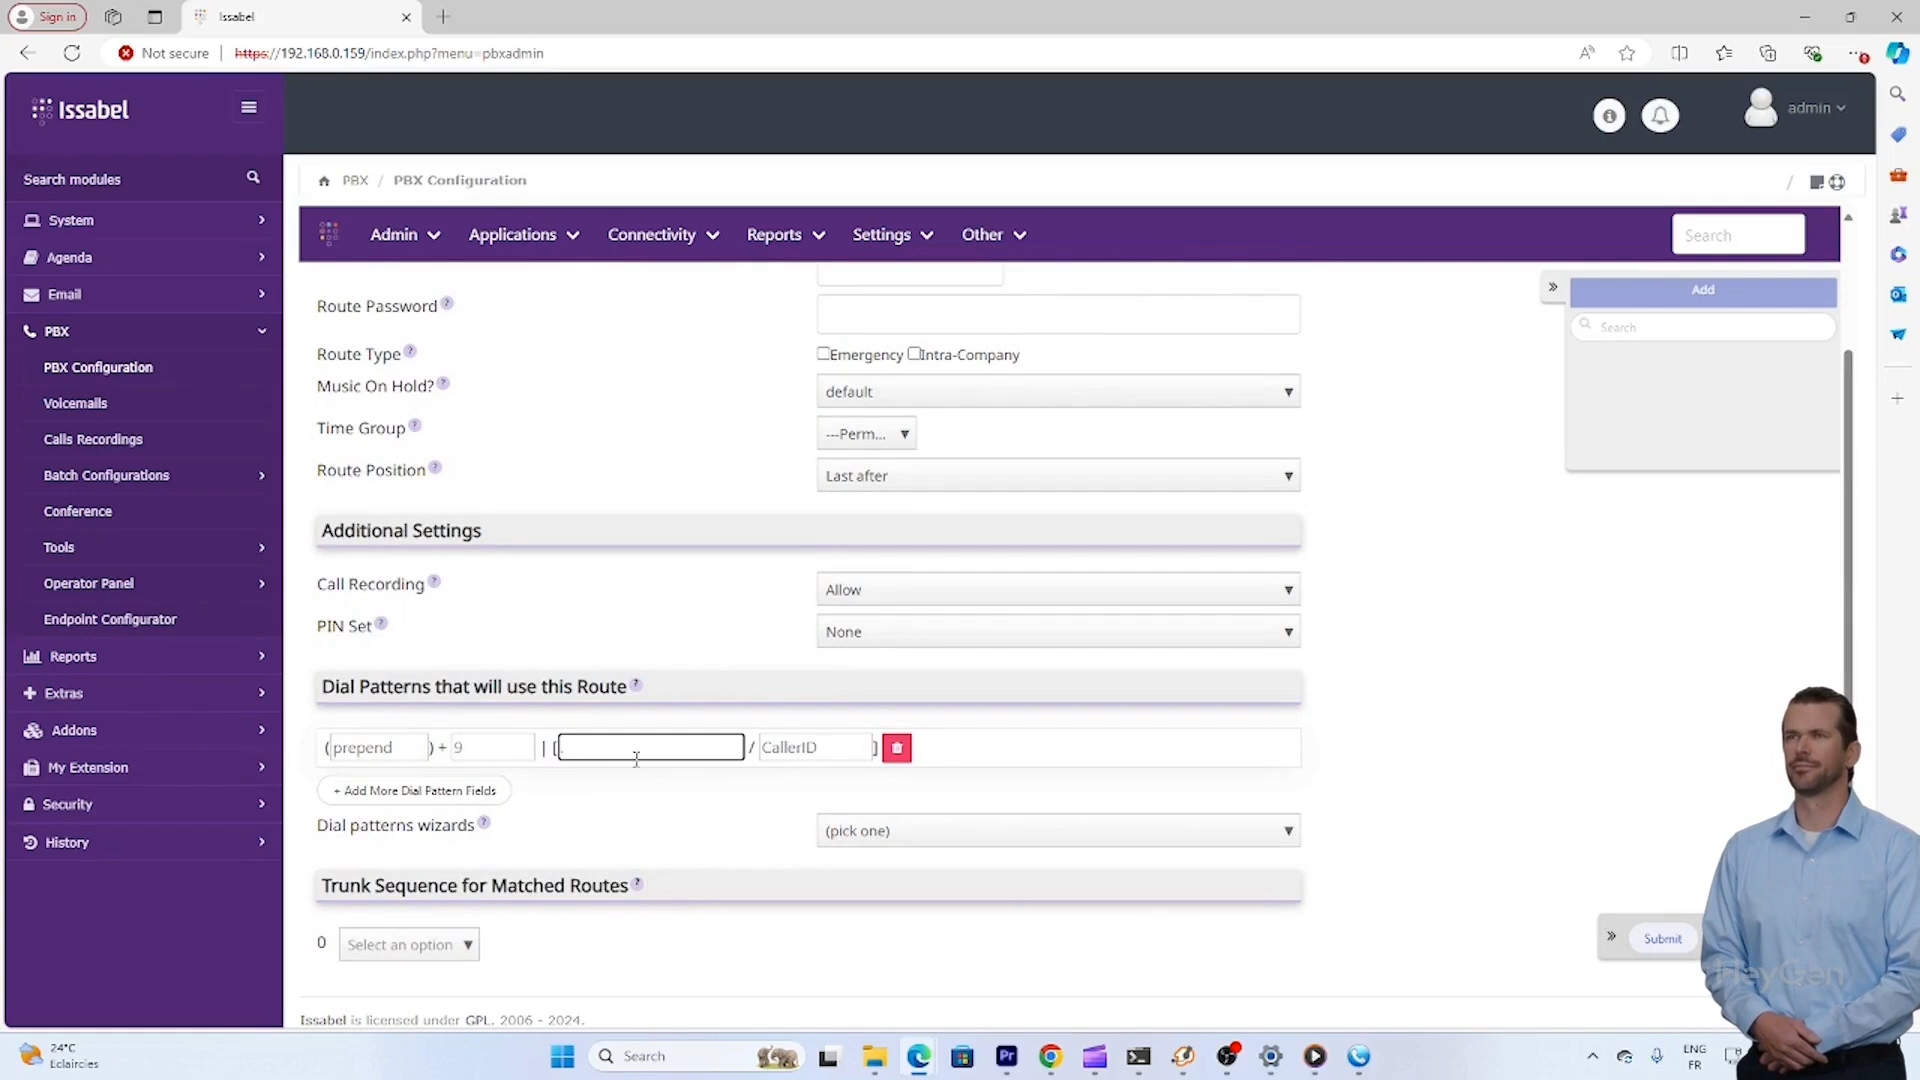 Sign in
Issabel
Not secure
https://192.168.0.159/index.php?menu=pbxadmin
Issabel
admin
Search modules
PBX / PBX Configuration
System
Agenda
Email
PBX
PBX Configuration
Voicemails
Calls Recordings
Batch Configurations
Conference
Tools
Operator Panel
Endpoint Configurator
Reports
Extras
Addons
My Extension
Security
History
Admin
Applications
Connectivity
Reports
Settings
Other
Search
Add
Search
Route Password
Route Type
Emergency
Intra-Company
Music On Hold?
default
Time Group
---Perm...
Route Position
Last after
Additional Settings
Call Recording
Allow
PIN Set
None
Dial Patterns that will use this Route
(prepend) + 9 | [. / CallerID ]
+ Add More Dial Pattern Fields
Dial patterns wizards
(pick one)
Trunk Sequence for Matched Routes
0
Select an option
Submit
HeyGen
Issabel is licensed under GPL. 2006 - 2024.
24°C
Eclaircies
Search
Pr
ENG
FR